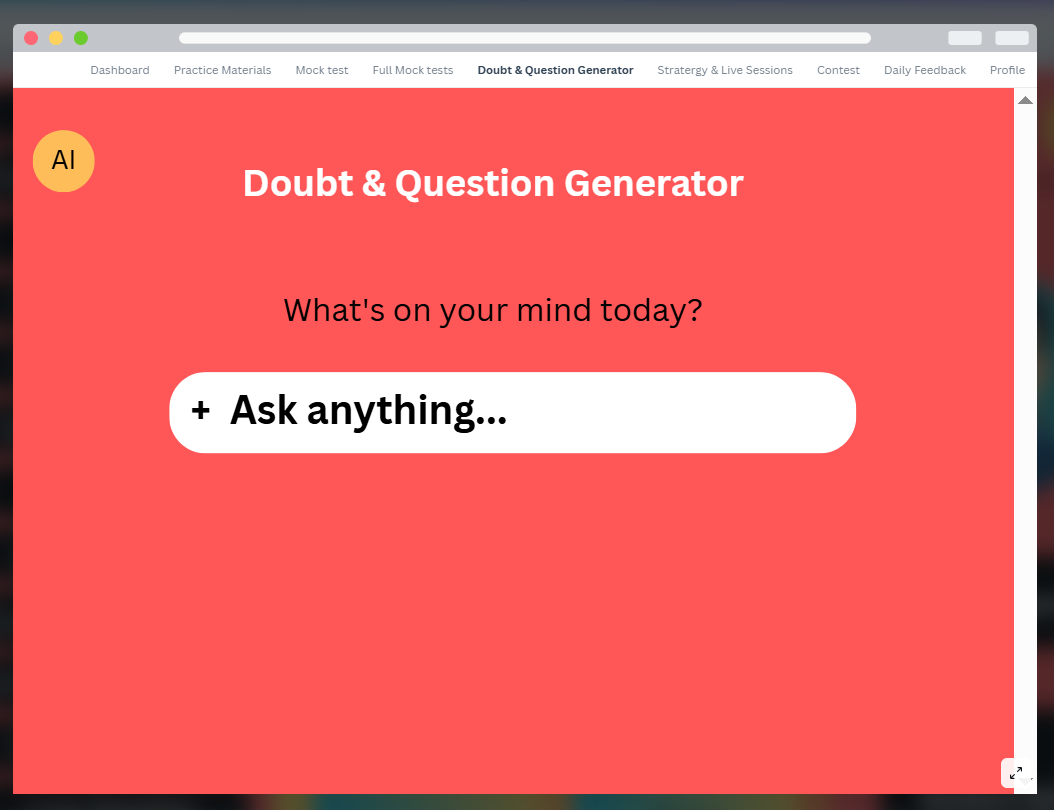 Dashboard Practice Materials Mock test Full Mock tests Doubt & Question Generator Stratergy & Live Sessions Contest Daily Feedback Profile
AI
Doubt & Question Generator
What's on your mind today?
+ Ask anything...